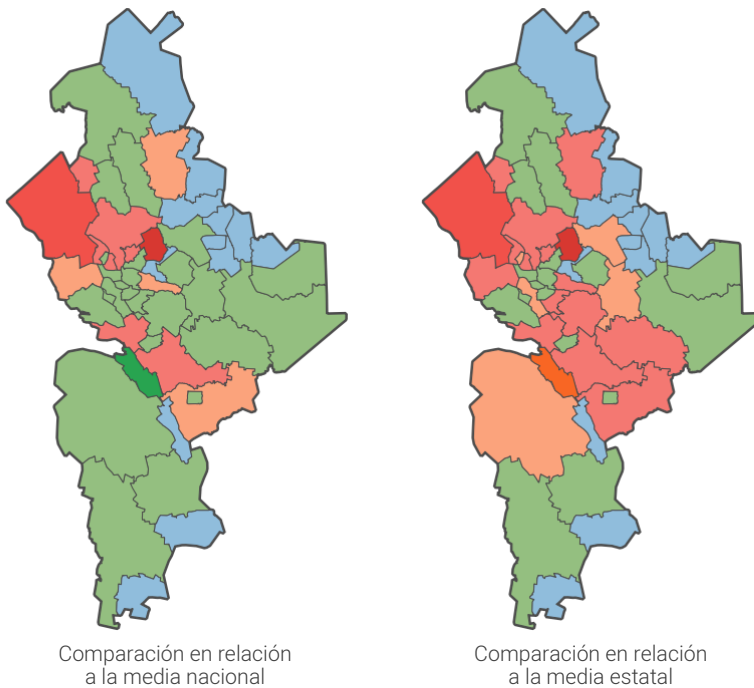 Comparación en relación
a la media nacional
Comparación en relación
a la media estatal